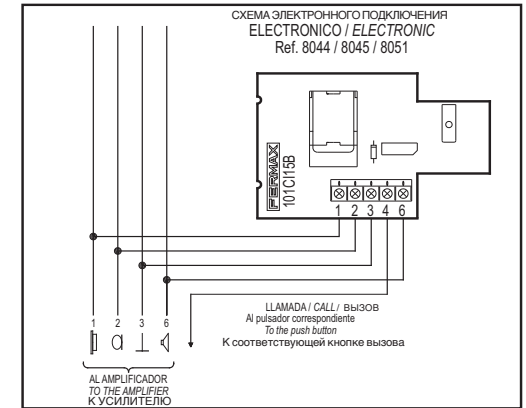 СХЕМА ЭЛЕКТРОННОГО ПОДКЛЮЧЕНИЯ
ELECTRONICO / ELECTRONIC
Ref. 8044 / 8045 / 8051
FERMAX
101CI15B
1 2 3 4 6
LLAMADA / CALL / ВЫЗОВ
Al pulsador correspondiente
To the push button
К соответствующей кнопке вызова
1 2 3 6
AL AMPLIFICADOR
TO THE AMPLIFIER
К УСИЛИТЕЛЮ